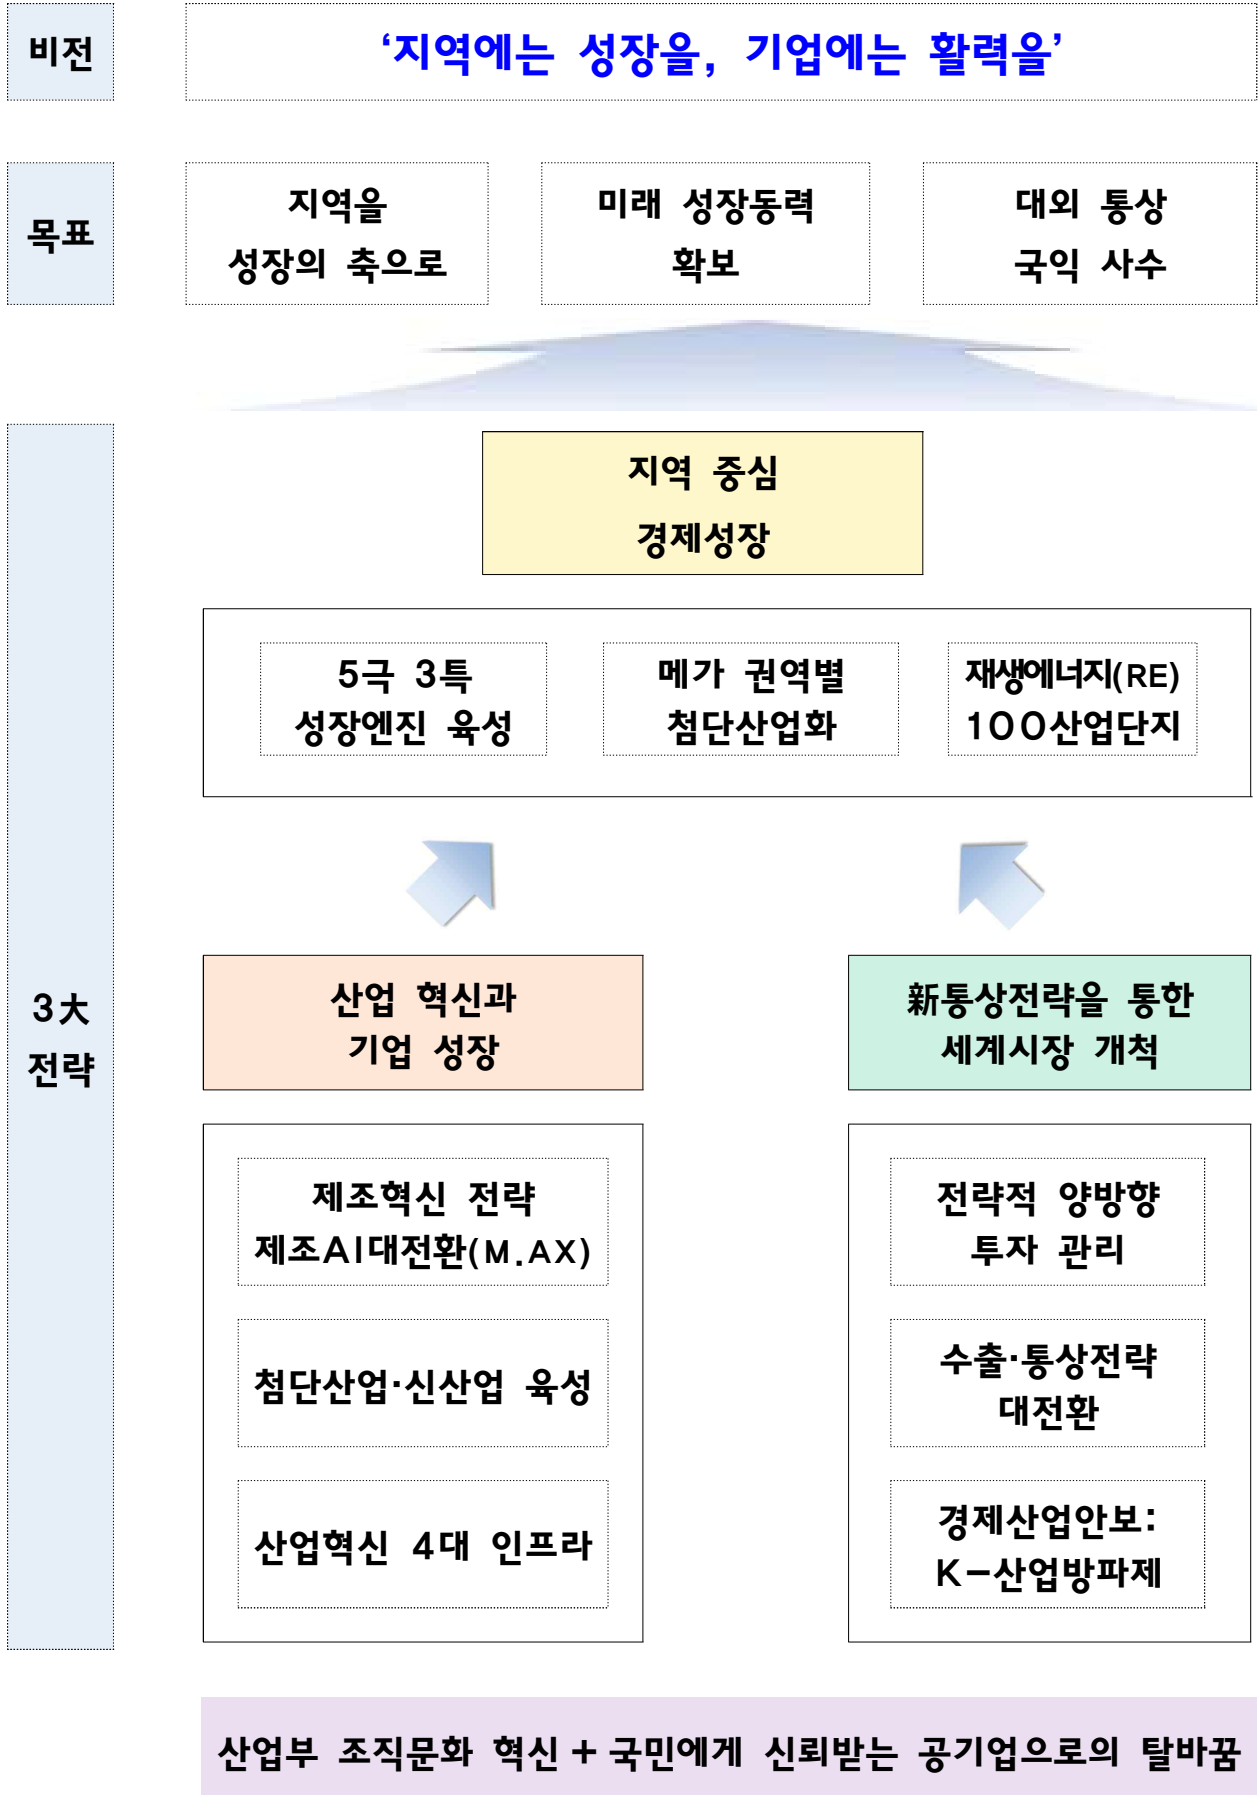 비전
‘지역에는 성장을, 기업에는 활력을’
목표
지역을
성장의 축으로
미래 성장동력
확보
대외 통상
국익 사수
3大
전략
지역 중심
경제성장
5극 3특
성장엔진 육성
메가 권역별
첨단산업화
재생에너지(RE)
100산업단지
산업 혁신과
기업 성장
新통상전략을 통한
세계시장 개척
제조혁신 전략
제조AI대전환(M.AX)
첨단산업·신산업 육성
산업혁신 4대 인프라
전략적 양방향
투자 관리
수출·통상전략
대전환
경제산업안보:
K-산업방파제
산업부 조직문화 혁신 + 국민에게 신뢰받는 공기업으로의 탈바꿈